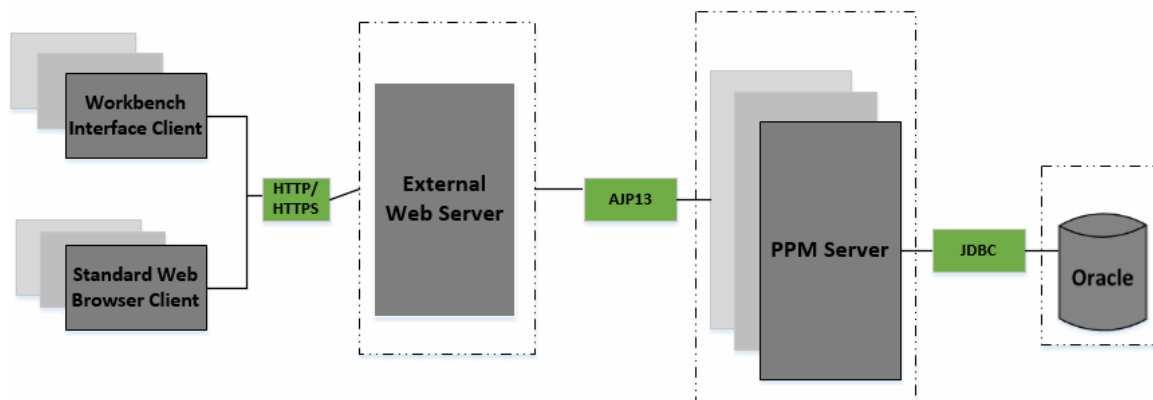 Workbench
Interface Client
HTTP/
HTTPS
Standard Web
Browser Client
External
Web Server
AJP13
PPM Server
JDBC
Oracle